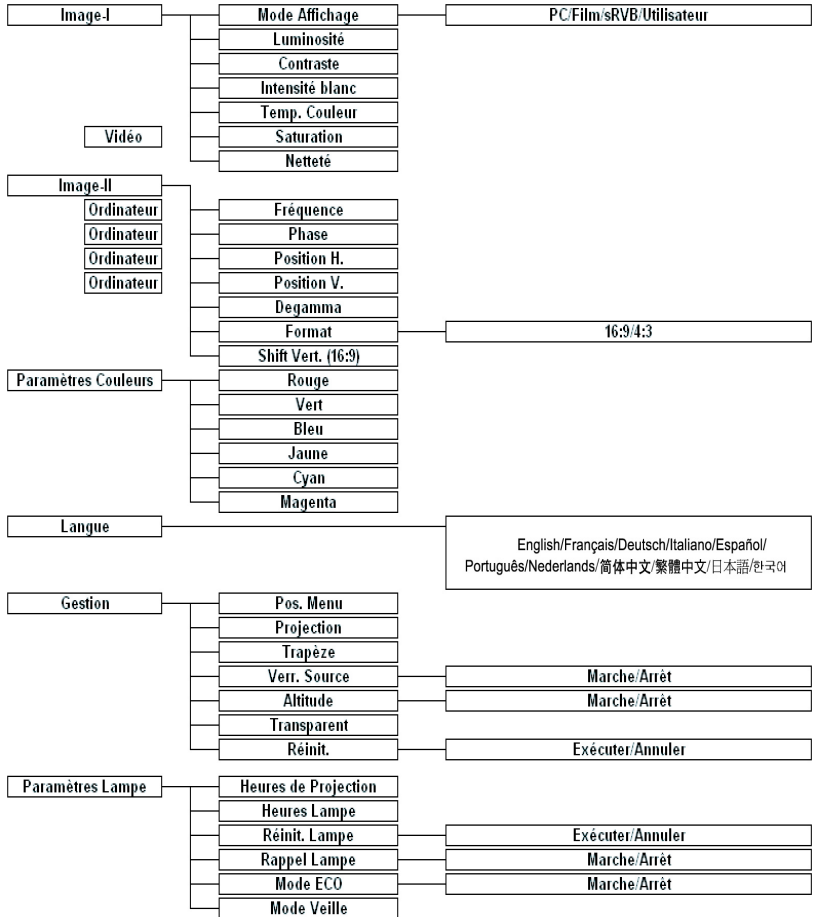 Image-I Mode Affichage PC/Film/sRVB/Utilisateur
Luminosité
Contraste
Intensité blanc
Temp. Couleur
Vidéo Saturation
Netteté
Image-II
Ordinateur Fréquence
Ordinateur Phase
Ordinateur Position H.
Ordinateur Position V.
Degamma
Format 16:9/4:3
Shift Vert. (16:9)
Paramètres Couleurs Rouge
Vert
Bleu
Jaune
Cyan
Magenta
Langue
English/Français/Deutsch/Italiano/Español/
Português/Nederlands/简体中文/繁體中文/日本語/한국어
Gestion Pos. Menu
Projection
Trapèze
Verr. Source Marche/Arrêt
Altitude Marche/Arrêt
Transparent
Réinit. Exécuter/Annuler
Paramètres Lampe Heures de Projection
Heures Lampe
Réinit. Lampe Exécuter/Annuler
Rappel Lampe Marche/Arrêt
Mode ECO Marche/Arrêt
Mode Veille